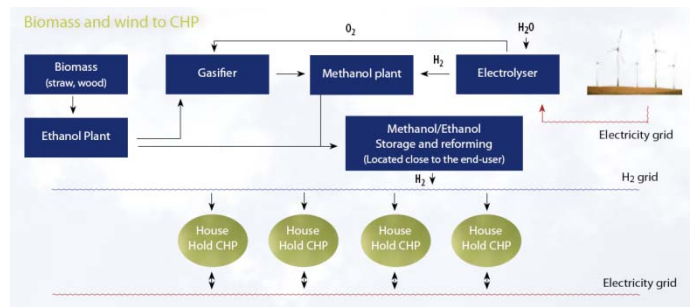 Biomass and wind to CHP
O2
H2O
Biomass
(straw, wood)
Gasifier
Methanol plant
H2
Electrolyser
Ethanol Plant
Methanol/Ethanol
Storage and reforming
(Located close to the end-user)
Electricity grid
H2
H2 grid
House
Hold CHP
House
Hold CHP
House
Hold CHP
House
Hold CHP
Electricity grid